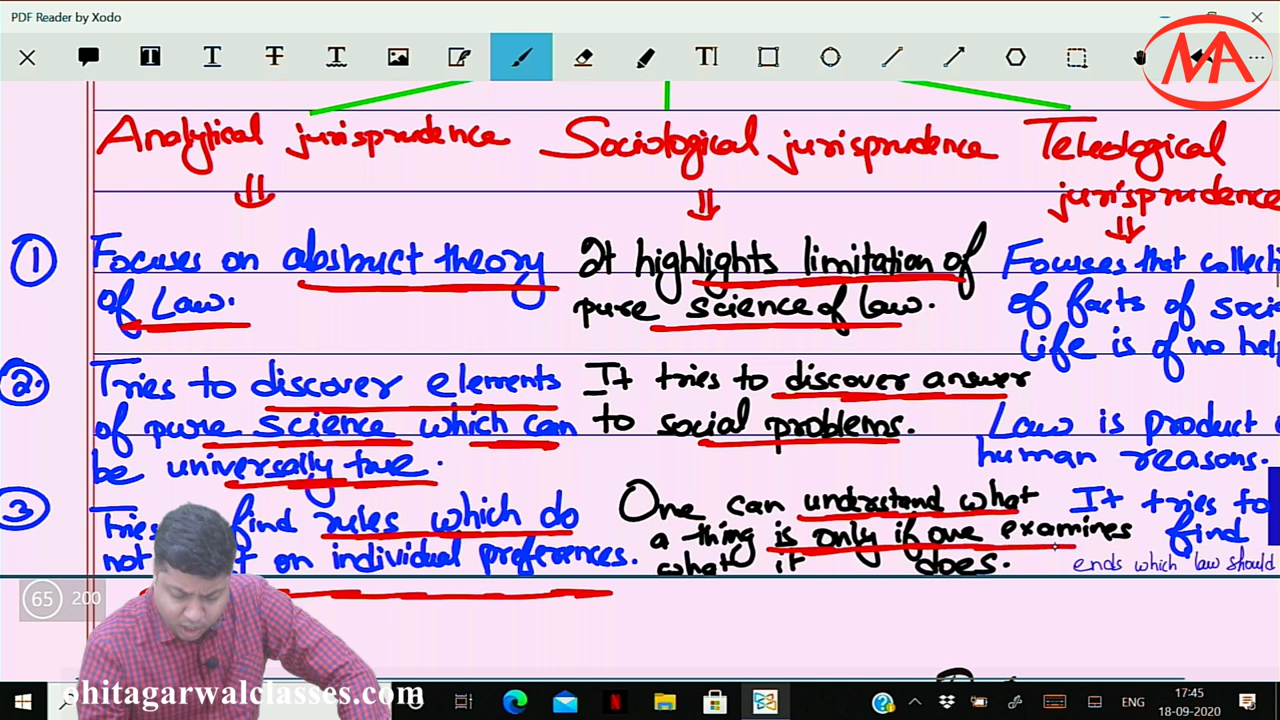 PDF Reader by Xodo
MA
Analytical jurisprudence
Sociological jurisprudence
Teleological
jurisprudence
1
Focuses on abstruct theory
of Law.
It highlights limitation of
pure science of law.
Focuses that collecti
of facts of soci
life is of no hel
2.
Tries to discover elements
of pure science which can
be universally true.
It tries to discover answer
to social problems.
Law is product
human reasons.
3
Tries find rules which do
not on individual preferences.
One can understand what
a thing is only if one examines
what it does.
It tries to
find
ends which law should
65 200
ohitagarwalclasses.com
ENG
17:45
18-09-2020